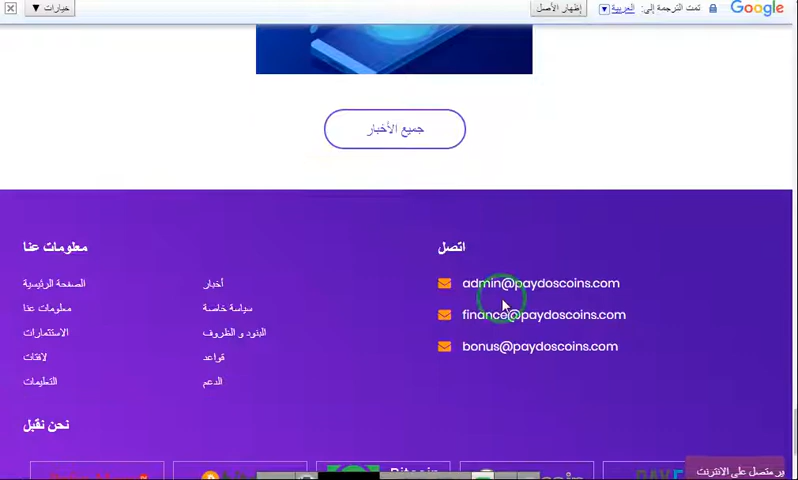 Google تمت الترجمة إلى: العربية إظهار الأصل خيارات
جميع الأخبار
معلومات عنا
الصفحة الرئيسية
معلومات عنا
الاستثمارات
لافتات
التعليمات
أخبار
سياسة خاصة
البنود و الظروف
قواعد
الدعم
اتصل
admin@paydoscoins.com
finance@paydoscoins.com
bonus@paydoscoins.com
نحن نقبل
Bitcoin
متصل على الانترنت